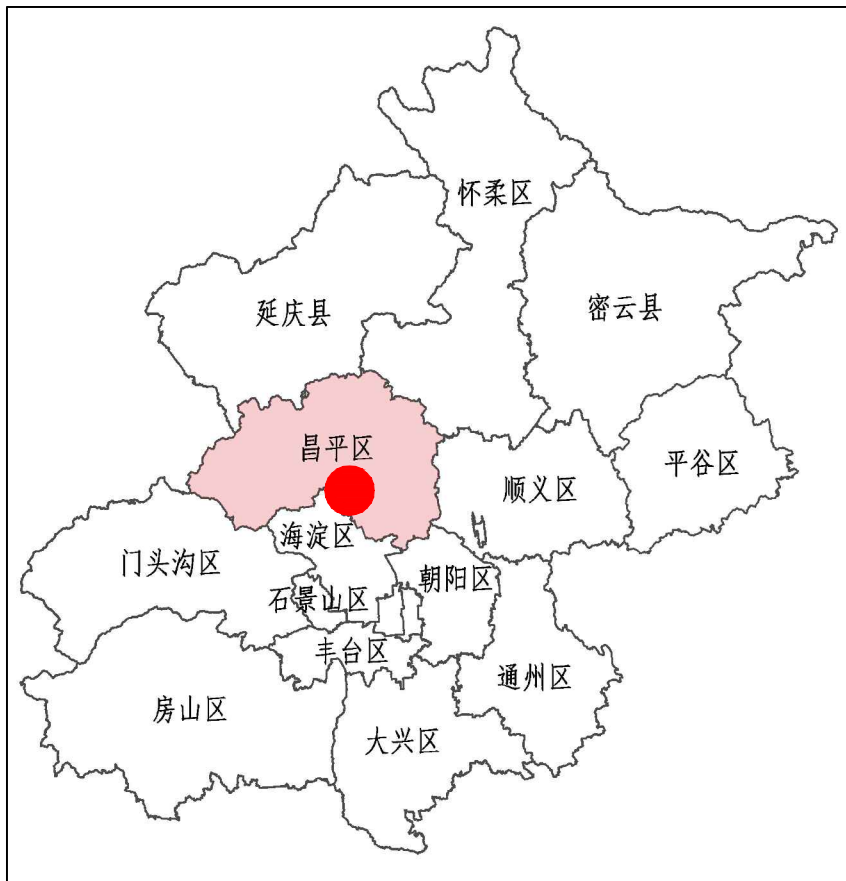 怀柔区
密云县
延庆县
昌平区
平谷区
顺义区
海淀区
门头沟区
朝阳区
石景山区
丰台区
通州区
房山区
大兴区